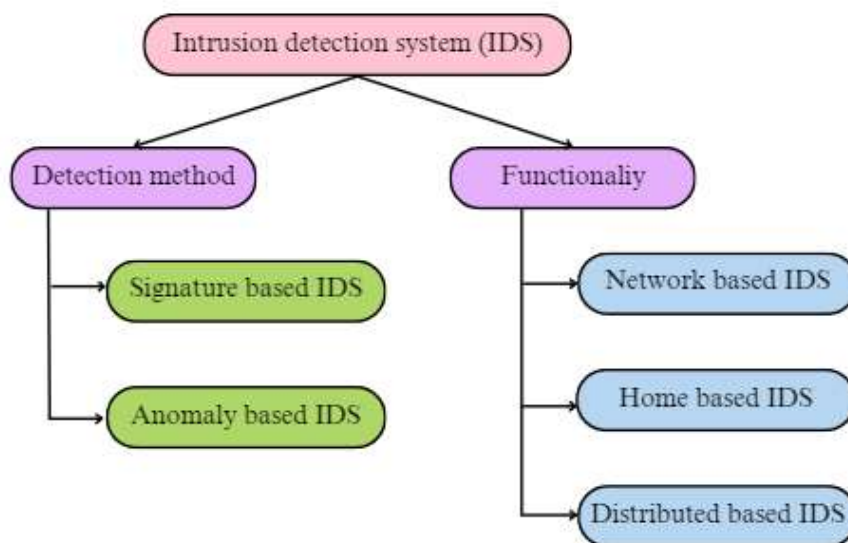 Intrusion detection system (IDS)
Detection method
Functionaliy
Signature based IDS
Anomaly based IDS
Network based IDS
Home based IDS
Distributed based IDS